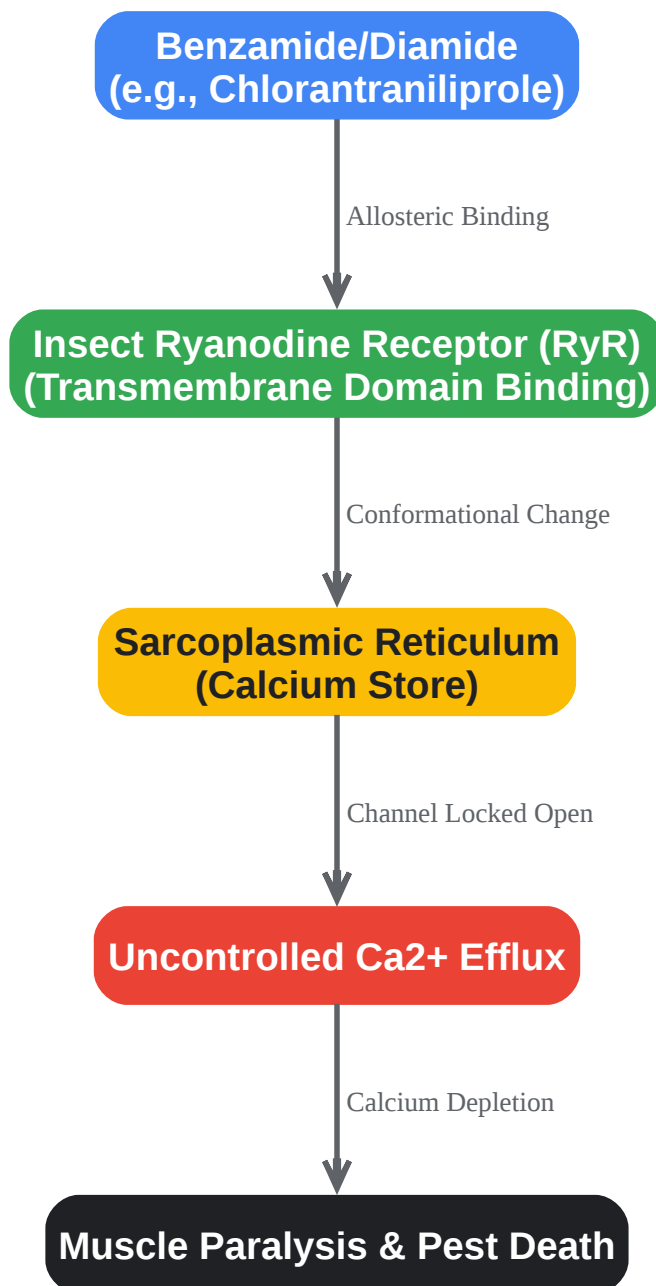 Benzamide/Diamide
(e.g., Chlorantraniliprole)
Allosteric Binding
Insect Ryanodine Receptor (RyR)
(Transmembrane Domain Binding)
Conformational Change
Sarcoplasmic Reticulum
(Calcium Store)
Channel Locked Open
Uncontrolled Ca2+ Efflux
Calcium Depletion
Muscle Paralysis & Pest Death